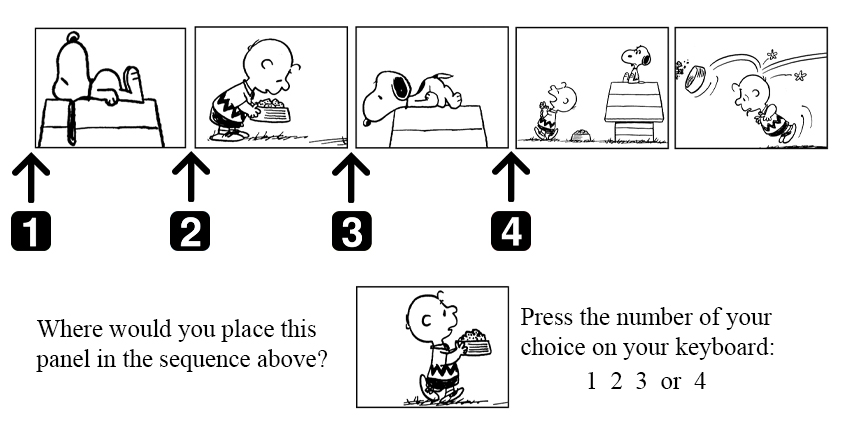 1
2
3
4
Where would you place this
panel in the sequence above?
Press the number of your
choice on your keyboard:
1 2 3 or 4